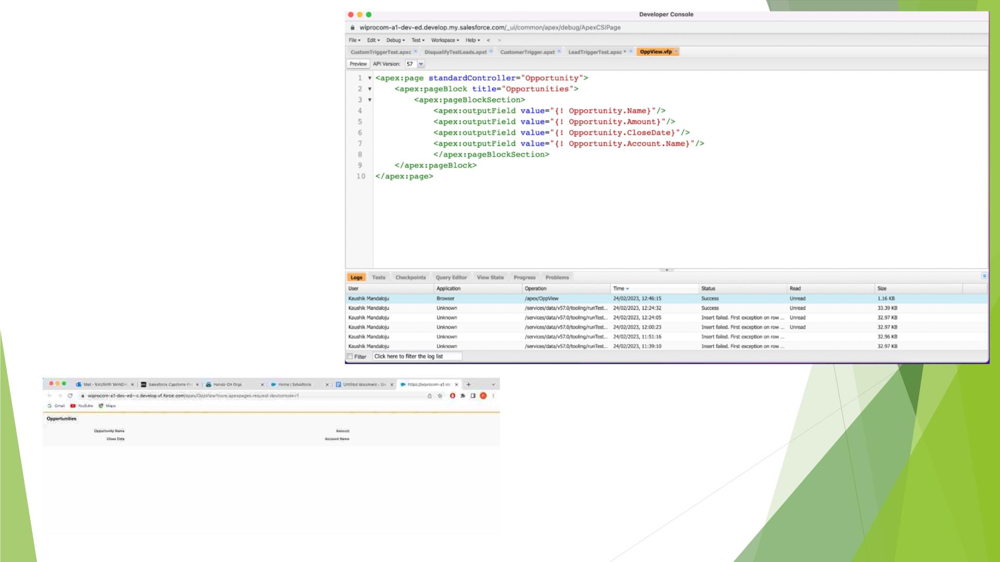 Developer Console
wiprocom-a1-dev-ed.develop.my.salesforce.com/_ui/common/apex/debug/ApexCSIPage
File Edit Debug Test Workspace Help < >
CustomTriggerTest.apxc DisqualifyTestLeads.apxt CustomerTrigger.apxt LeadTriggerTest.apxc * OppView.vfp
Preview API Version: 57
1 <apex:page standardController="Opportunity">
2 <apex:pageBlock title="Opportunities">
3 <apex:pageBlockSection>
4 <apex:outputField value="{! Opportunity.Name}"/>
5 <apex:outputField value="{! Opportunity.Amount}"/>
6 <apex:outputField value="{! Opportunity.CloseDate}"/>
7 <apex:outputField value="{! Opportunity.Account.Name}"/>
8 </apex:pageBlockSection>
9 </apex:pageBlock>
10 </apex:page>
Logs Tests Checkpoints Query Editor View State Progress Problems
User Application Operation Time Status Read Size
Kaushik Mandaloju Browser /apex/OppView 24/02/2023, 12:46:15 Success Unread 1.16 KB
Kaushik Mandaloju Unknown /services/data/v57.0/tooling/runTest... 24/02/2023, 12:24:32 Success Unread 33.39 KB
Kaushik Mandaloju Unknown /services/data/v57.0/tooling/runTest... 24/02/2023, 12:24:05 Insert failed. First exception on row ... Unread 32.97 KB
Kaushik Mandaloju Unknown /services/data/v57.0/tooling/runTest... 24/02/2023, 12:00:23 Insert failed. First exception on row ... Unread 32.97 KB
Kaushik Mandaloju Unknown /services/data/v57.0/tooling/runTest... 24/02/2023, 11:51:16 Insert failed. First exception on row ... 32.96 KB
Kaushik Mandaloju Unknown /services/data/v57.0/tooling/runTest... 24/02/2023, 11:39:10 Insert failed. First exception on row ... 32.97 KB
Filter Click here to filter the log list
Mail - KAUSHIK MAND Salesforce Capstone Hands-On Orgs Home | Salesforce Untitled document - https://wiprocom-a1-
wiprocom-a1-dev-ed--c.develop.vf.force.com/apex/OppView?core.apexpages.request.devconsole=1
Gmail YouTube Maps
Opportunities
Opportunity Name Amount
Close Date Account Name